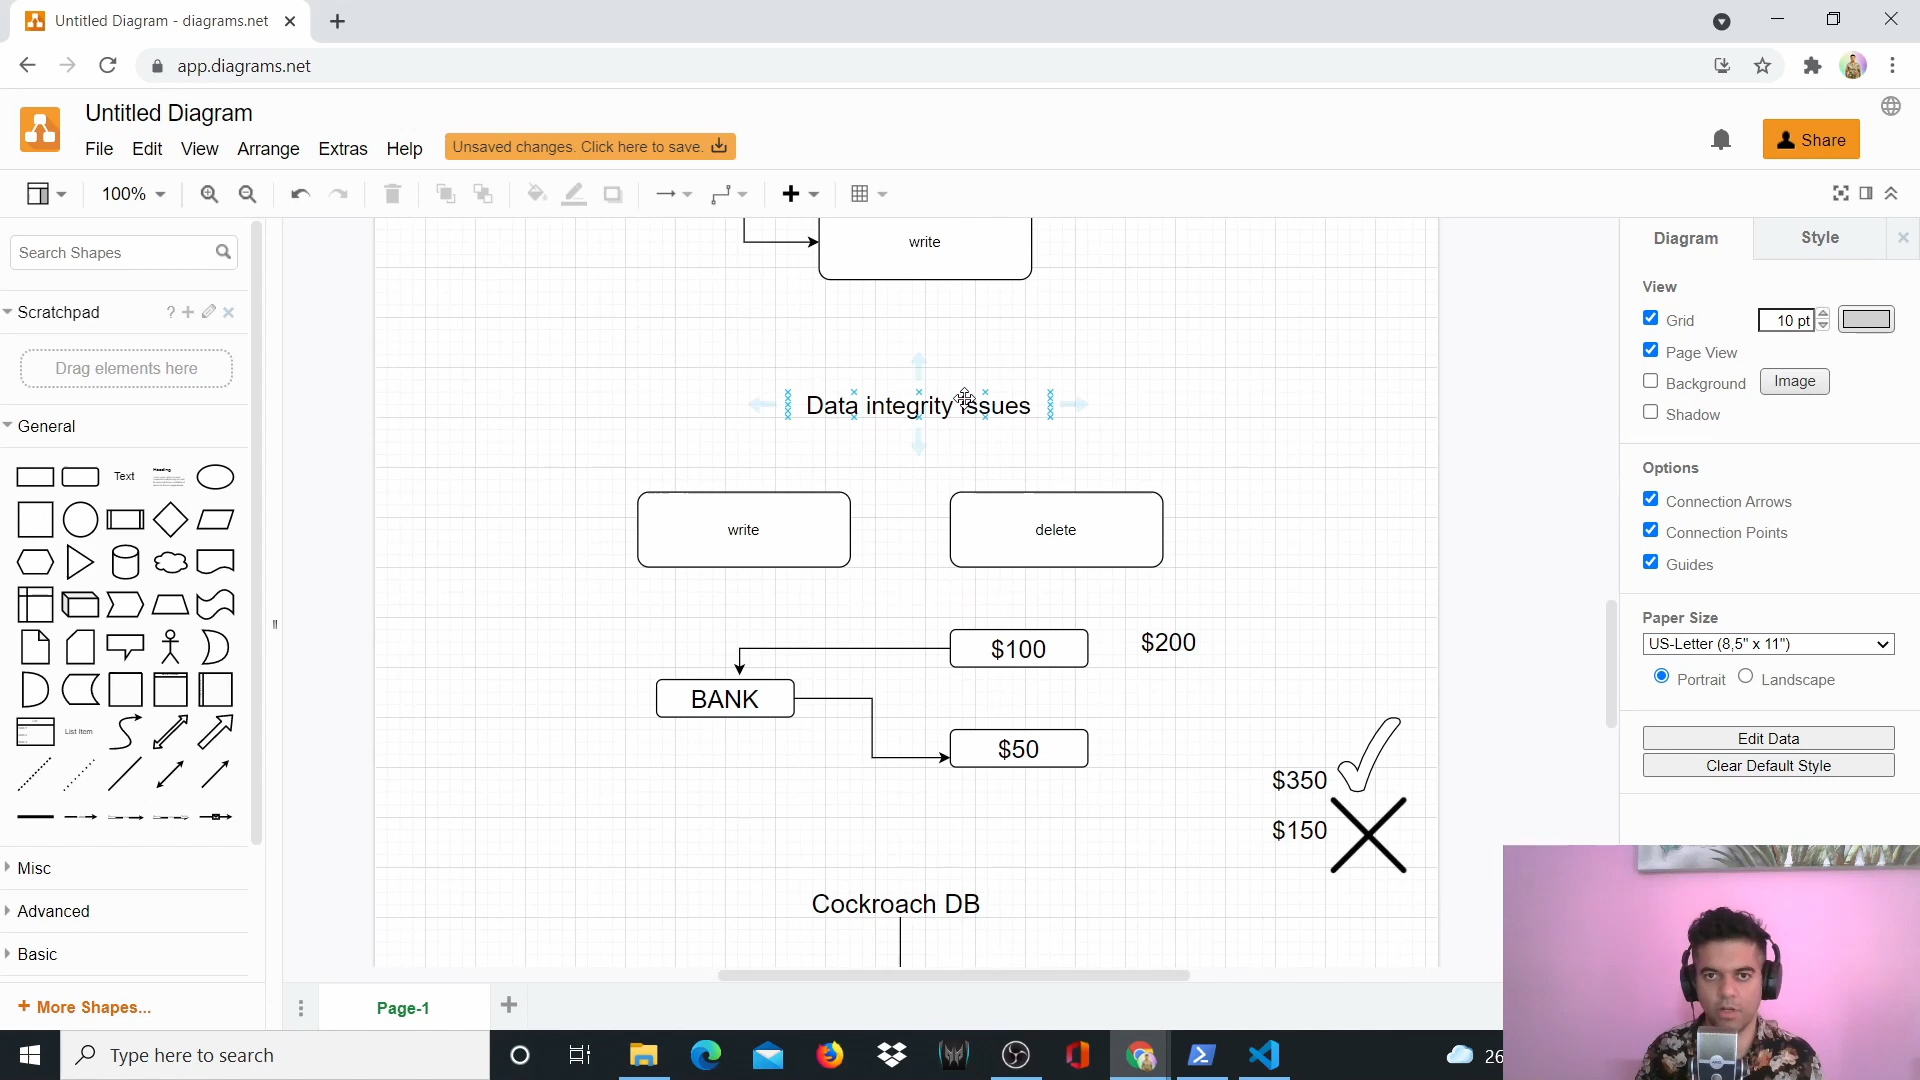 Untitled Diagram - diagrams.net
app.diagrams.net
Untitled Diagram
File Edit View Arrange Extras Help
Unsaved changes. Click here to save.
Share
100%
Search Shapes
Scratchpad
?
Drag elements here
General
Text
List Item
Misc
Advanced
Basic
+ More Shapes...
write
Data integrity issues
write
delete
$100
$200
BANK
$50
$350
$150
Cockroach DB
Page-1
Diagram
Style
View
Grid
10 pt
Page View
Background
Image
Shadow
Options
Connection Arrows
Connection Points
Guides
Paper Size
US-Letter (8,5" x 11")
Portrait
Landscape
Edit Data
Clear Default Style
Type here to search
26